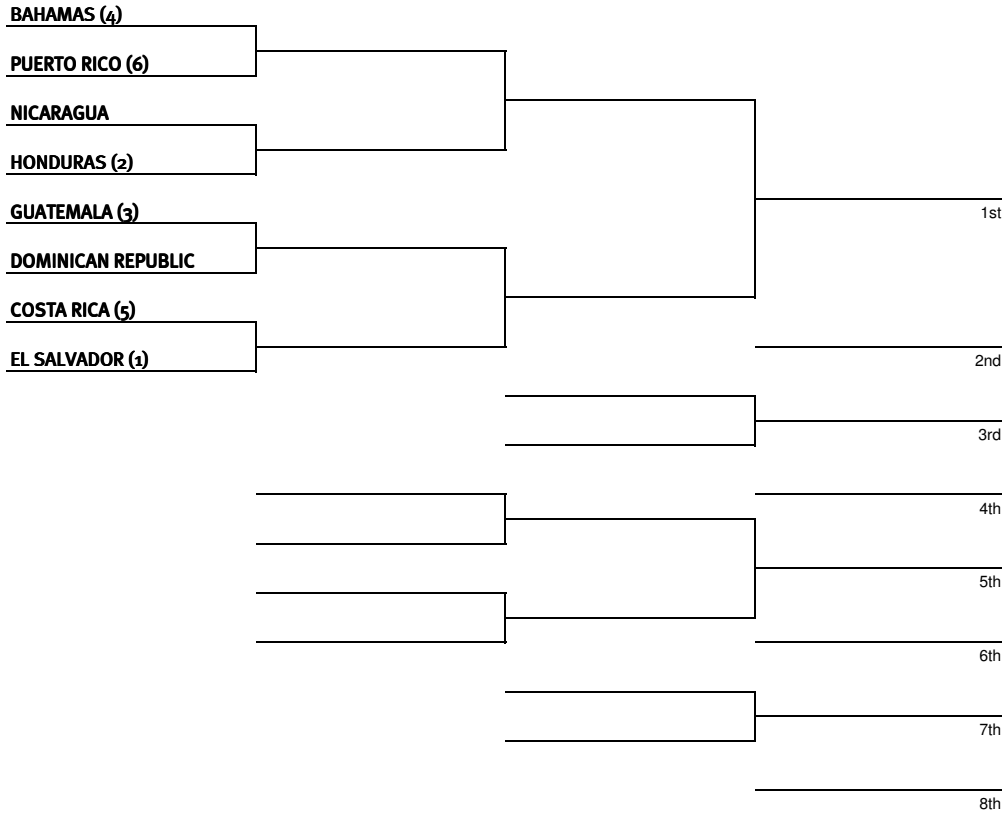 BAHAMAS (4)
PUERTO RICO (6)
NICARAGUA
HONDURAS (2)
GUATEMALA (3)
DOMINICAN REPUBLIC
COSTA RICA (5)
EL SALVADOR (1)
1st
2nd
3rd
4th
5th
6th
7th
8th